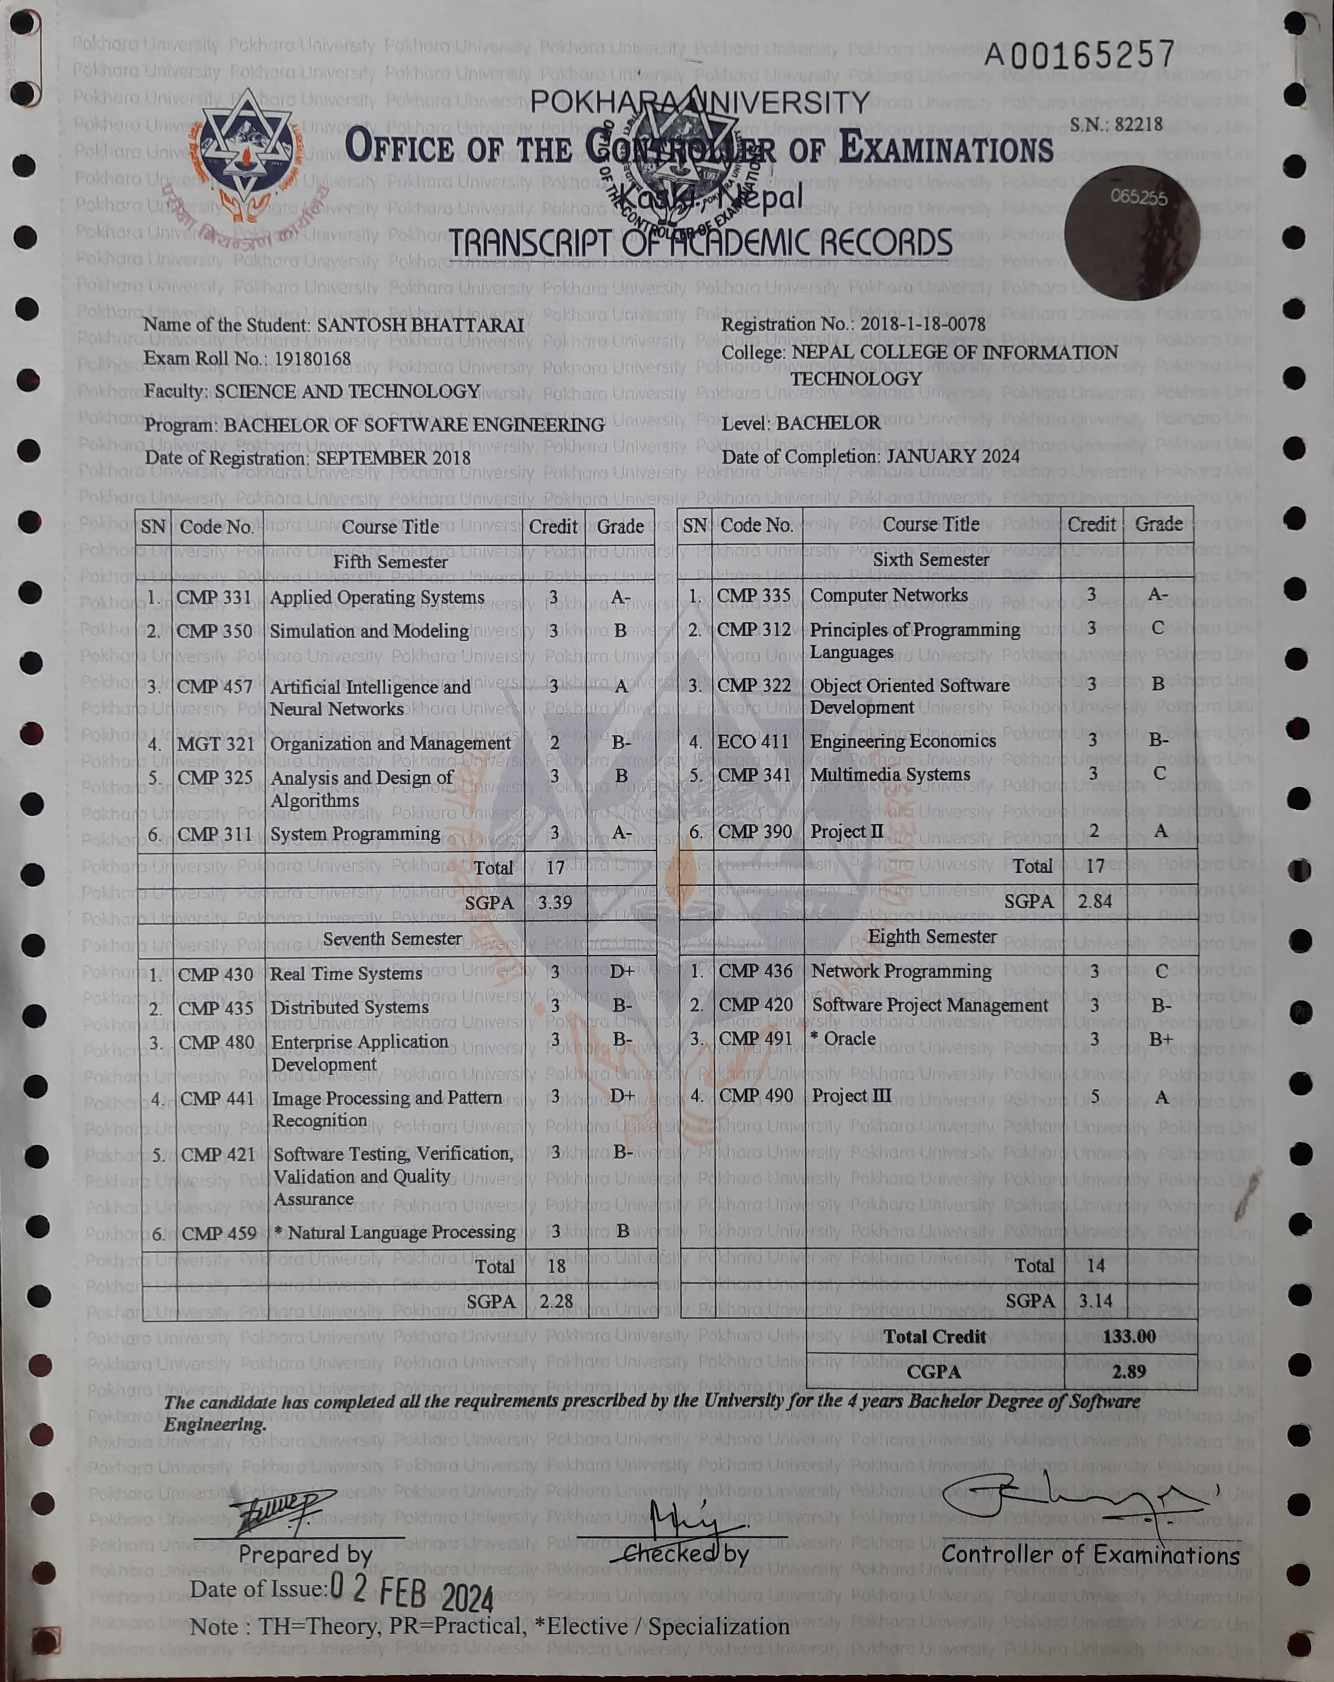 A00165257
POKHARA UNIVERSITY
S.N.: 82218
OFFICE OF THE CONTROLLER OF EXAMINATIONS
Kaski, Nepal
065255
TRANSCRIPT OF ACADEMIC RECORDS
Name of the Student: SANTOSH BHATTARAI
Registration No.: 2018-1-18-0078
Exam Roll No.: 19180168
College: NEPAL COLLEGE OF INFORMATION
TECHNOLOGY
Faculty: SCIENCE AND TECHNOLOGY
Program: BACHELOR OF SOFTWARE ENGINEERING
Level: BACHELOR
Date of Registration: SEPTEMBER 2018
Date of Completion: JANUARY 2024
SN Code No. Course Title Credit Grade
Fifth Semester
1. CMP 331 Applied Operating Systems 3 A-
2. CMP 350 Simulation and Modeling 3 B
3. CMP 457 Artificial Intelligence and 3 A
Neural Networks
4. MGT 321 Organization and Management 2 B-
5. CMP 325 Analysis and Design of 3 B
Algorithms
6. CMP 311 System Programming 3 A-
Total 17
SGPA 3.39
Seventh Semester
1. CMP 430 Real Time Systems 3 D+
2. CMP 435 Distributed Systems 3 B-
3. CMP 480 Enterprise Application 3 B-
Development
4. CMP 441 Image Processing and Pattern 3 D+
Recognition
5. CMP 421 Software Testing, Verification, 3 B-
Validation and Quality
Assurance
6. CMP 459 * Natural Language Processing 3 B
Total 18
SGPA 2.28
SN Code No. Course Title Credit Grade
Sixth Semester
1. CMP 335 Computer Networks 3 A-
2. CMP 312 Principles of Programming 3 C
Languages
3. CMP 322 Object Oriented Software 3 B
Development
4. ECO 411 Engineering Economics 3 B-
5. CMP 341 Multimedia Systems 3 C
6. CMP 390 Project II 2 A
Total 17
SGPA 2.84
Eighth Semester
1. CMP 436 Network Programming 3 C
2. CMP 420 Software Project Management 3 B-
3. CMP 491 * Oracle 3 B+
4. CMP 490 Project III 5 A
Total 14
SGPA 3.14
Total Credit 133.00
CGPA 2.89
The candidate has completed all the requirements prescribed by the University for the 4 years Bachelor Degree of Software
Engineering.
Prepared by
Checked by
Controller of Examinations
Date of Issue: 02 FEB 2024
Note : TH=Theory, PR=Practical, *Elective / Specialization